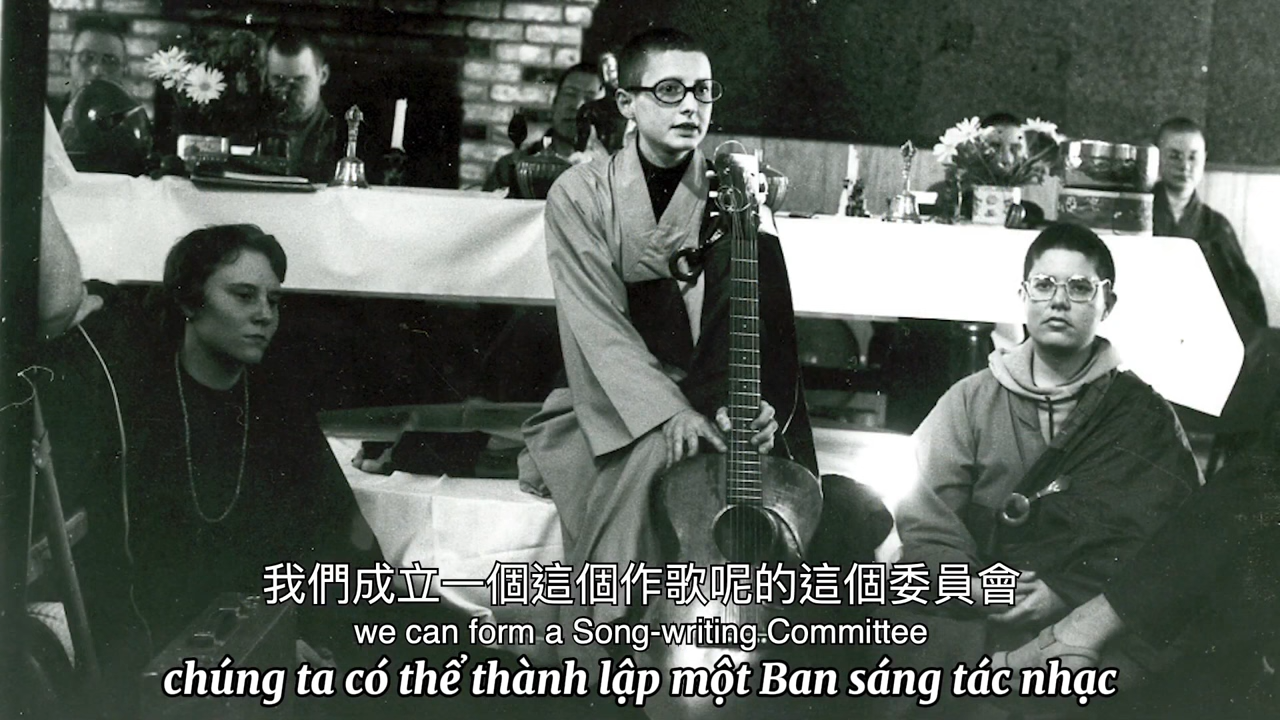 我們成立一個這個作歌呢的這個委員會
we can form a Song-writing Committee
chúng ta có thể thành lập một Ban sáng tác nhạc